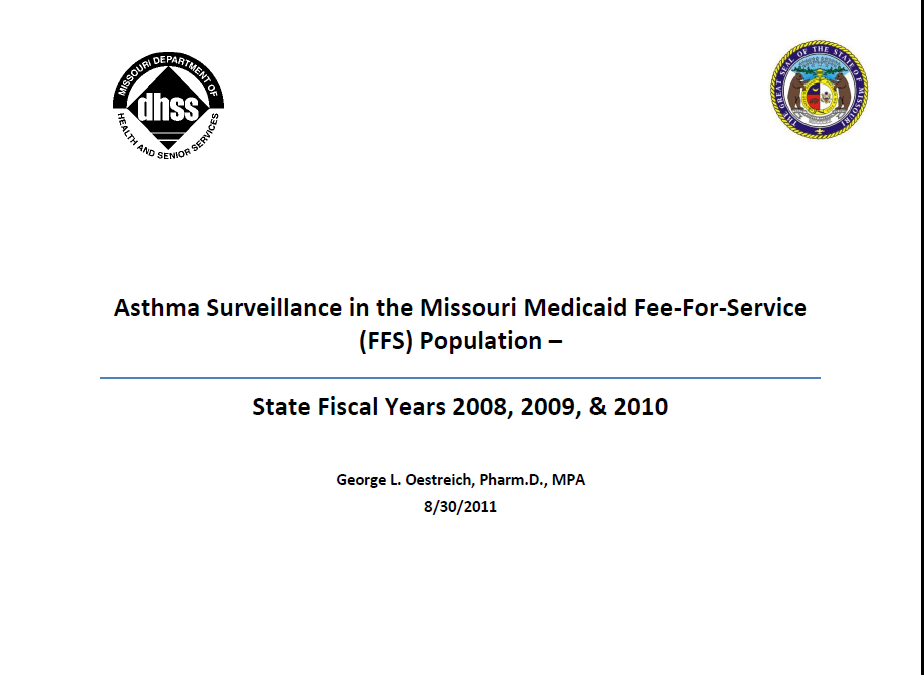 MISSOURI DEPARTMENT OF
dhss
HEALTH AND SENIOR SERVICES
THE GREAT SEAL OF THE STATE OF MISSOURI
Asthma Surveillance in the Missouri Medicaid Fee-For-Service
(FFS) Population –
State Fiscal Years 2008, 2009, & 2010
George L. Oestreich, Pharm.D., MPA
8/30/2011